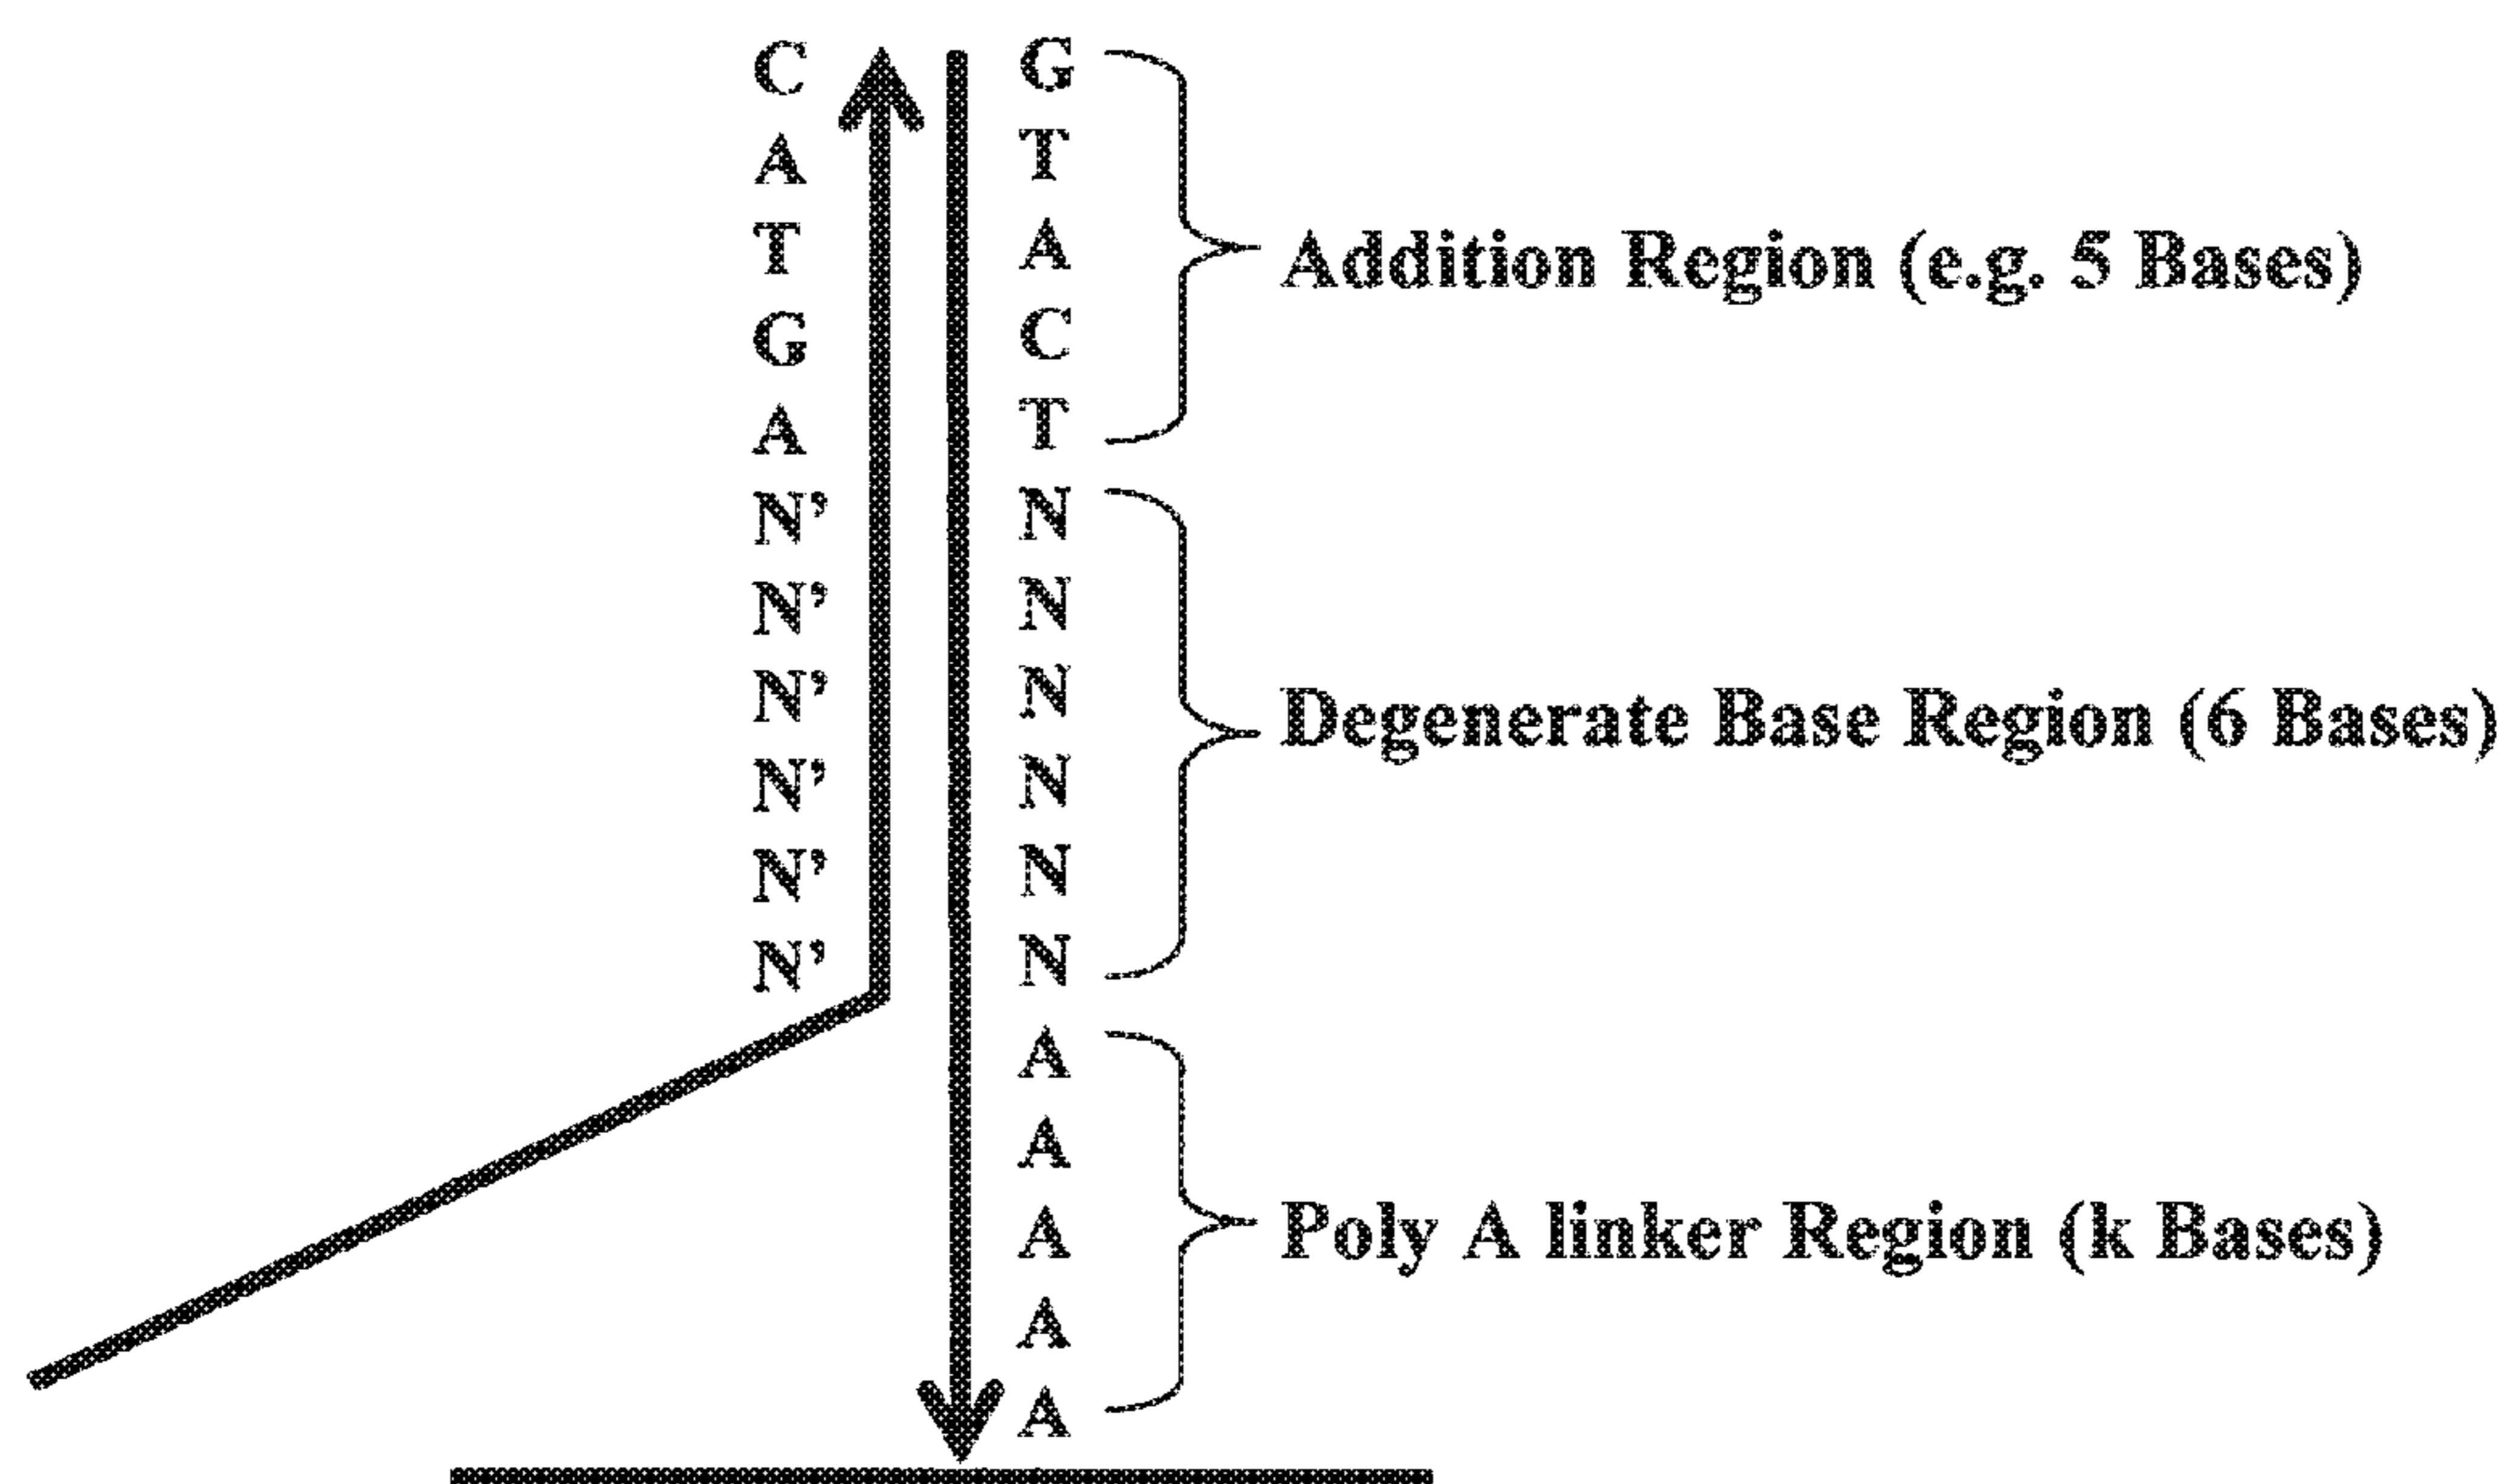 C G
A T
T A Addition Region (e.g. 5 Bases)
G C
A T
N' N
N' N
N' N Degenerate Base Region (6 Bases)
N' N
N' N
N' N
A
A
A Poly A linker Region (k Bases)
A
A